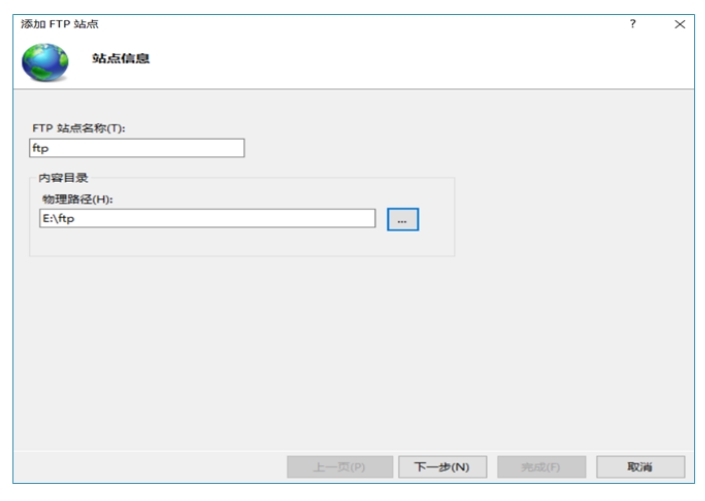 添加 FTP 站点
?
站点信息
FTP 站点名称(T):
ftp
内容目录
物理路径(H):
E:\ftp
...
上一页(P) 下一步(N) 完成(F) 取消